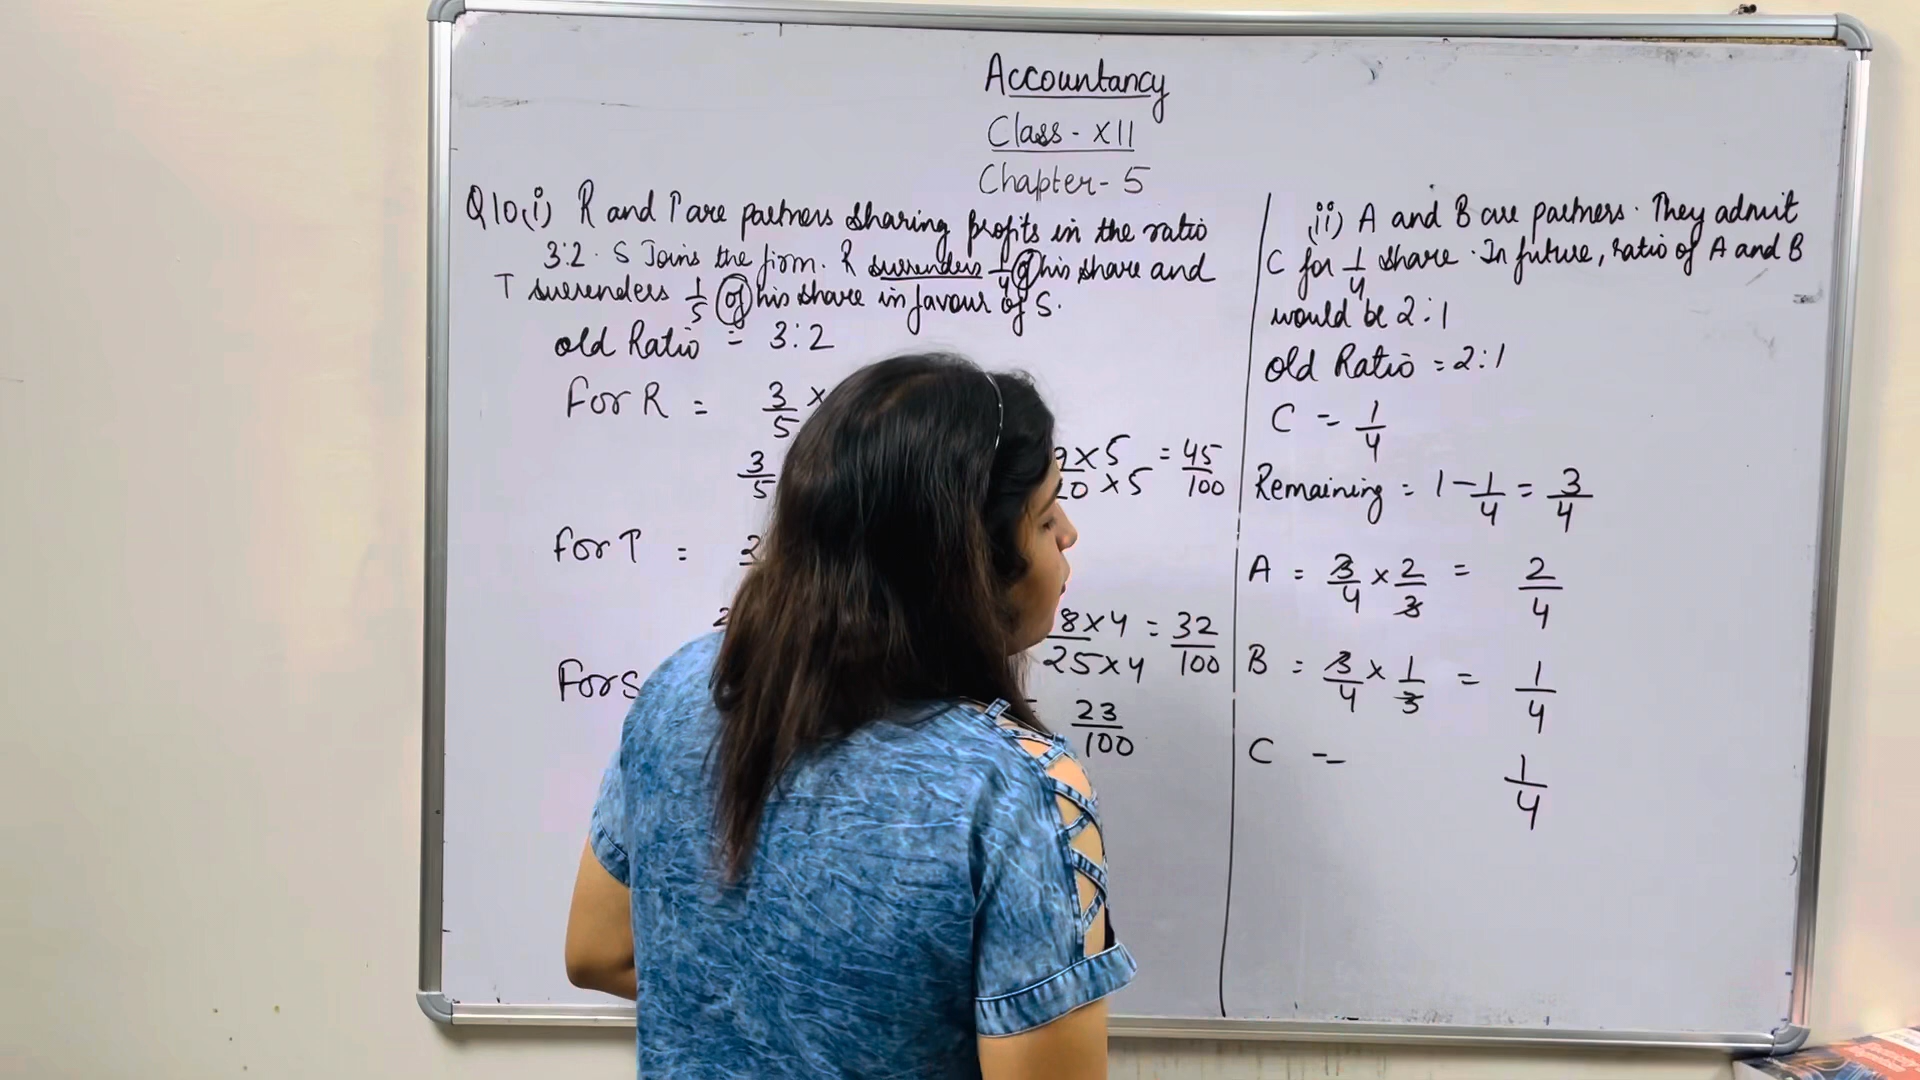 Accountancy
Class - XII
Chapter - 5
Q10.(i) R and T are partners sharing profits in the ratio
3:2. S Joins the firm. R surrenders 1/4 of his share and
T surrenders 1/5 of his share in favour of S.
old Ratio = 3:2
For R = 3/5 ×
3/5
9×5/20×5 = 45/100
For T = 2
2
8×4/25×4 = 32/100
For S
= 23/100
(ii) A and B are partners. They admit
C for 1/4 share. In future, ratio of A and B
would be 2:1
old Ratio = 2:1
C = 1/4
Remaining = 1 - 1/4 = 3/4
A = 3/4 × 2/3 = 2/4
B = 3/4 × 1/3 = 1/4
C = 1/4